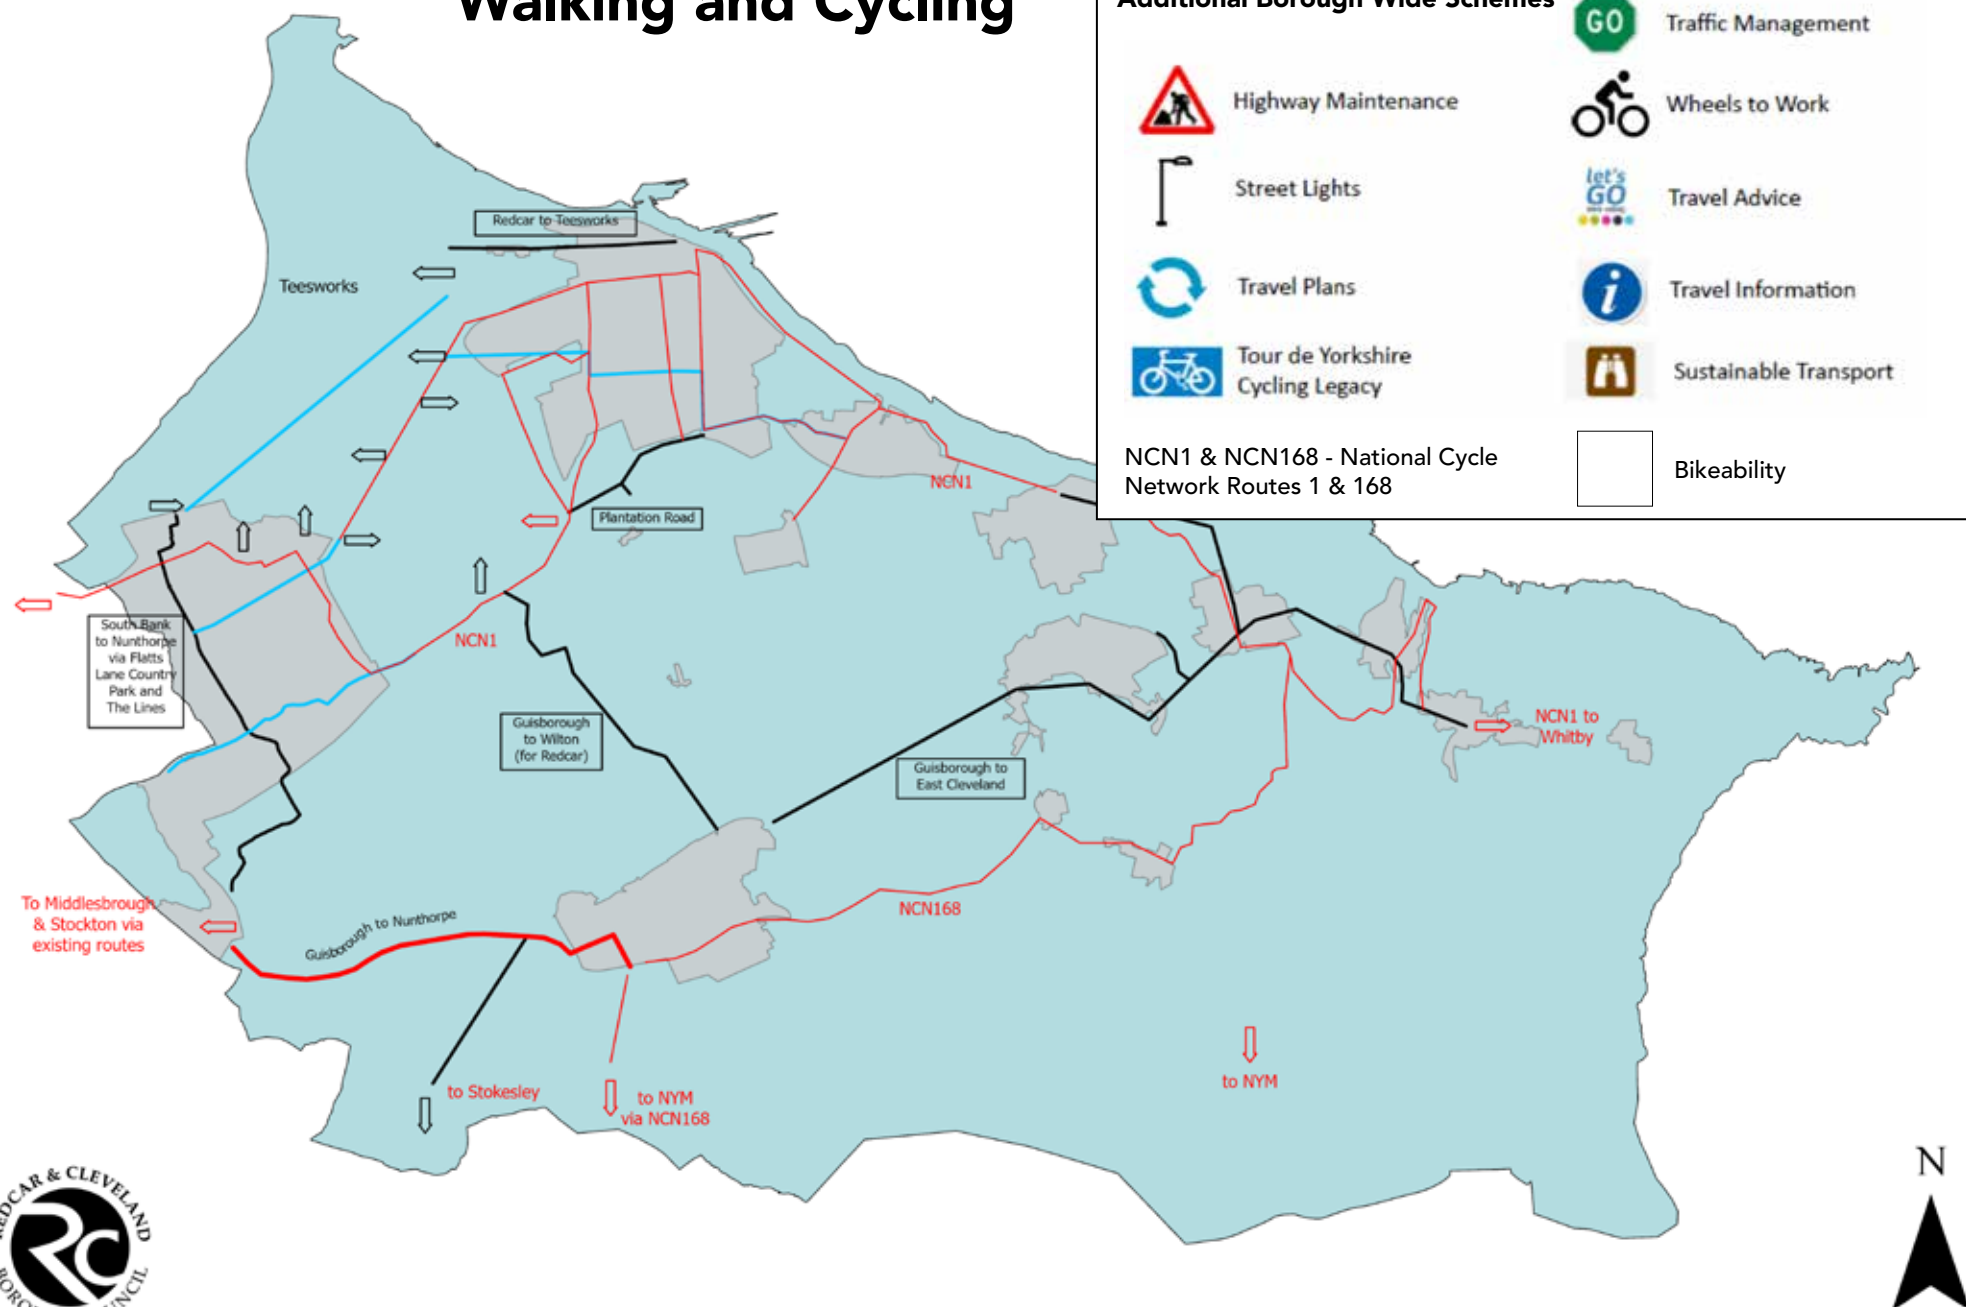 Walking and Cycling
Additional Borough Wide Schemes
GO
Traffic Management
Highway Maintenance
Wheels to Work
Street Lights
let's
GO
Travel Advice
Travel Plans
i
Travel Information
Tour de Yorkshire
Cycling Legacy
Sustainable Transport
NCN1 & NCN168 - National Cycle
Network Routes 1 & 168
Bikeability
Redcar to Teesworks
Teesworks
NCN1
Plantation Road
South Bank
to Nunthorpe
via Flatts
Lane Country
Park and
The Lines
NCN1
Guisborough
to Wilton
(for Redcar)
Guisborough to
East Cleveland
NCN1 to
Whitby
To Middlesbrough
& Stockton via
existing routes
Guisborough to Nunthorpe
NCN168
to Stokesley
to NYM
via NCN168
to NYM
REDCAR & CLEVELAND
RC
BOROUGH COUNCIL
N